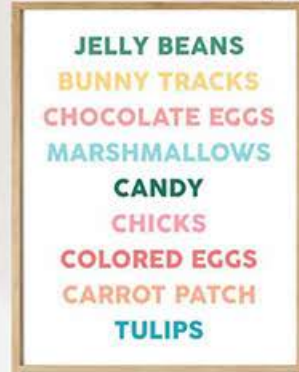 JELLY BEANS
BUNNY TRACKS
CHOCOLATE EGGS
MARSHMALLOWS
CANDY
CHICKS
COLORED EGGS
CARROT PATCH
TULIPS